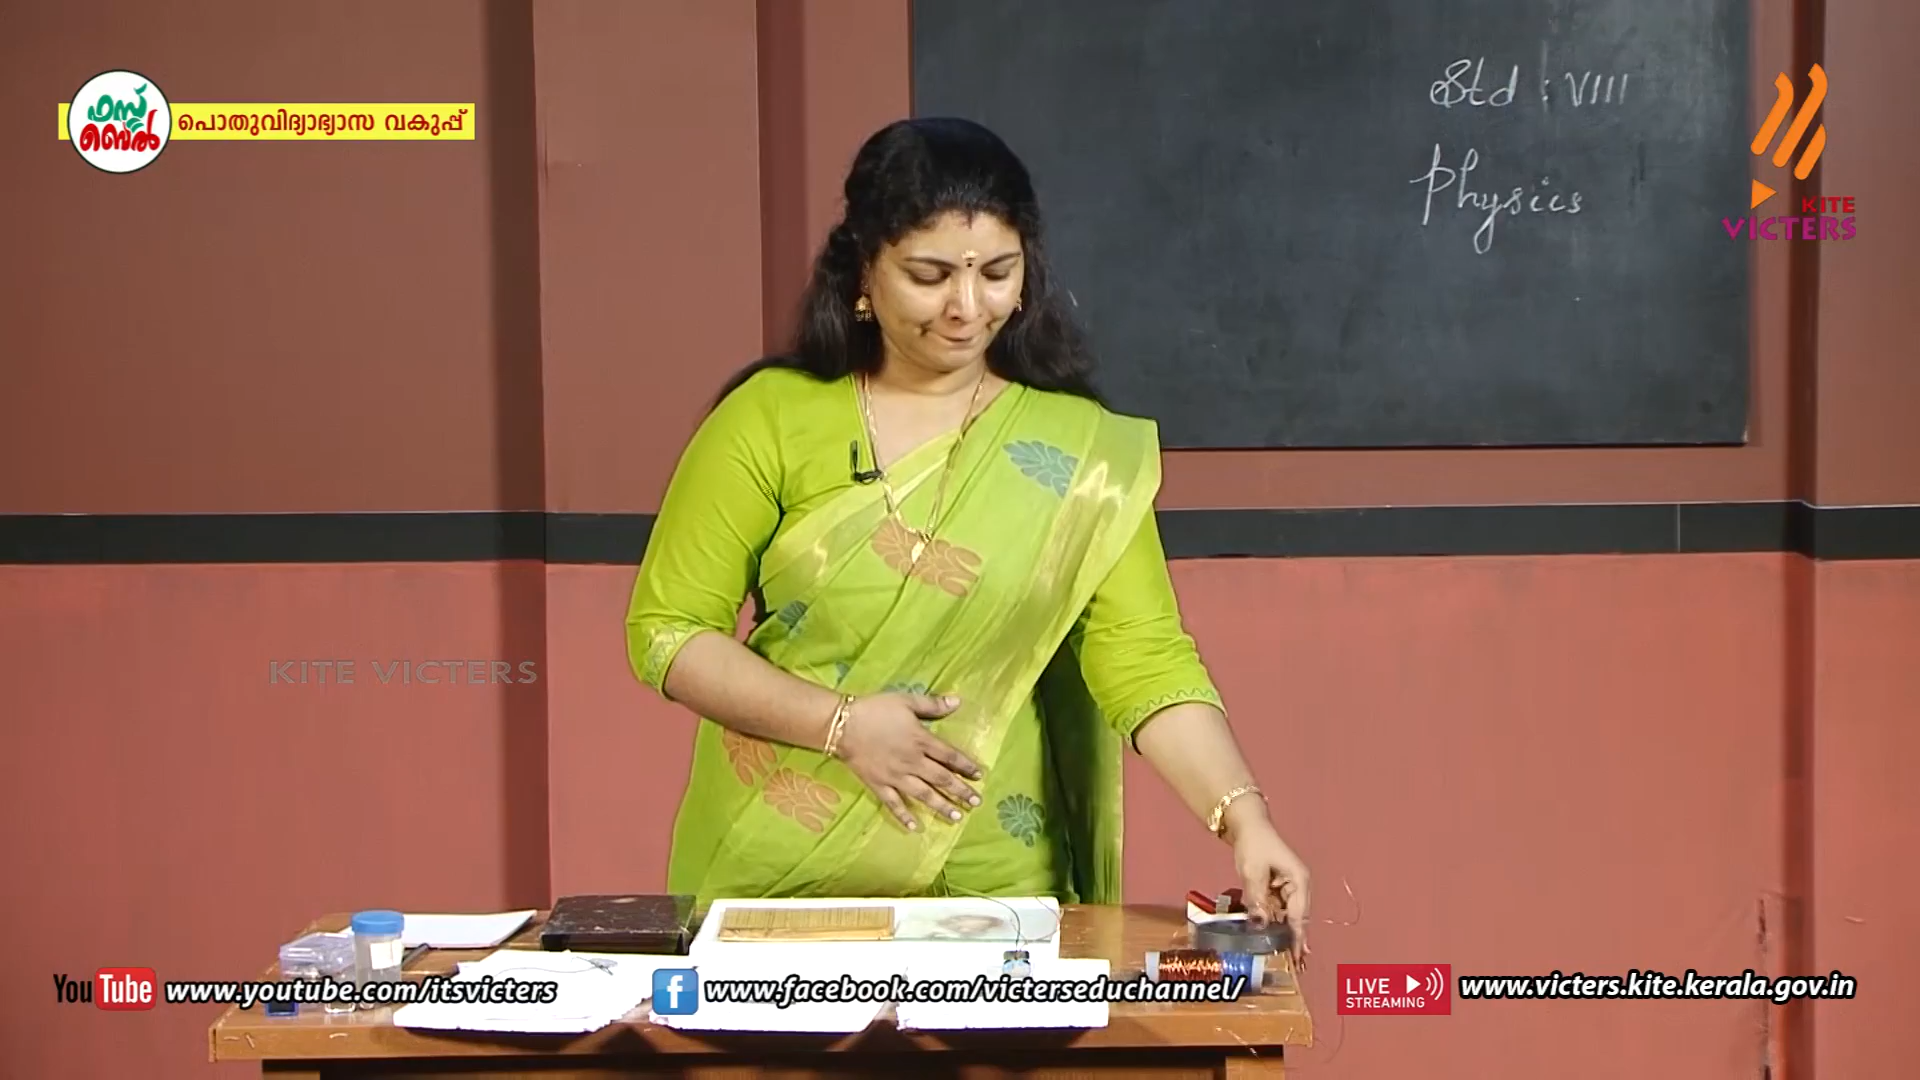 ഫസ്റ്റ്
ബെൽ
പൊതുവിദ്യാഭ്യാസ വകുപ്പ്
Std : VIII
Physics
KITE
VICTERS
KITE VICTERS
YouTube www.youtube.com/itsvicters
f www.facebook.com/victerseduchannel/
LIVE
STREAMING
www.victers.kite.kerala.gov.in